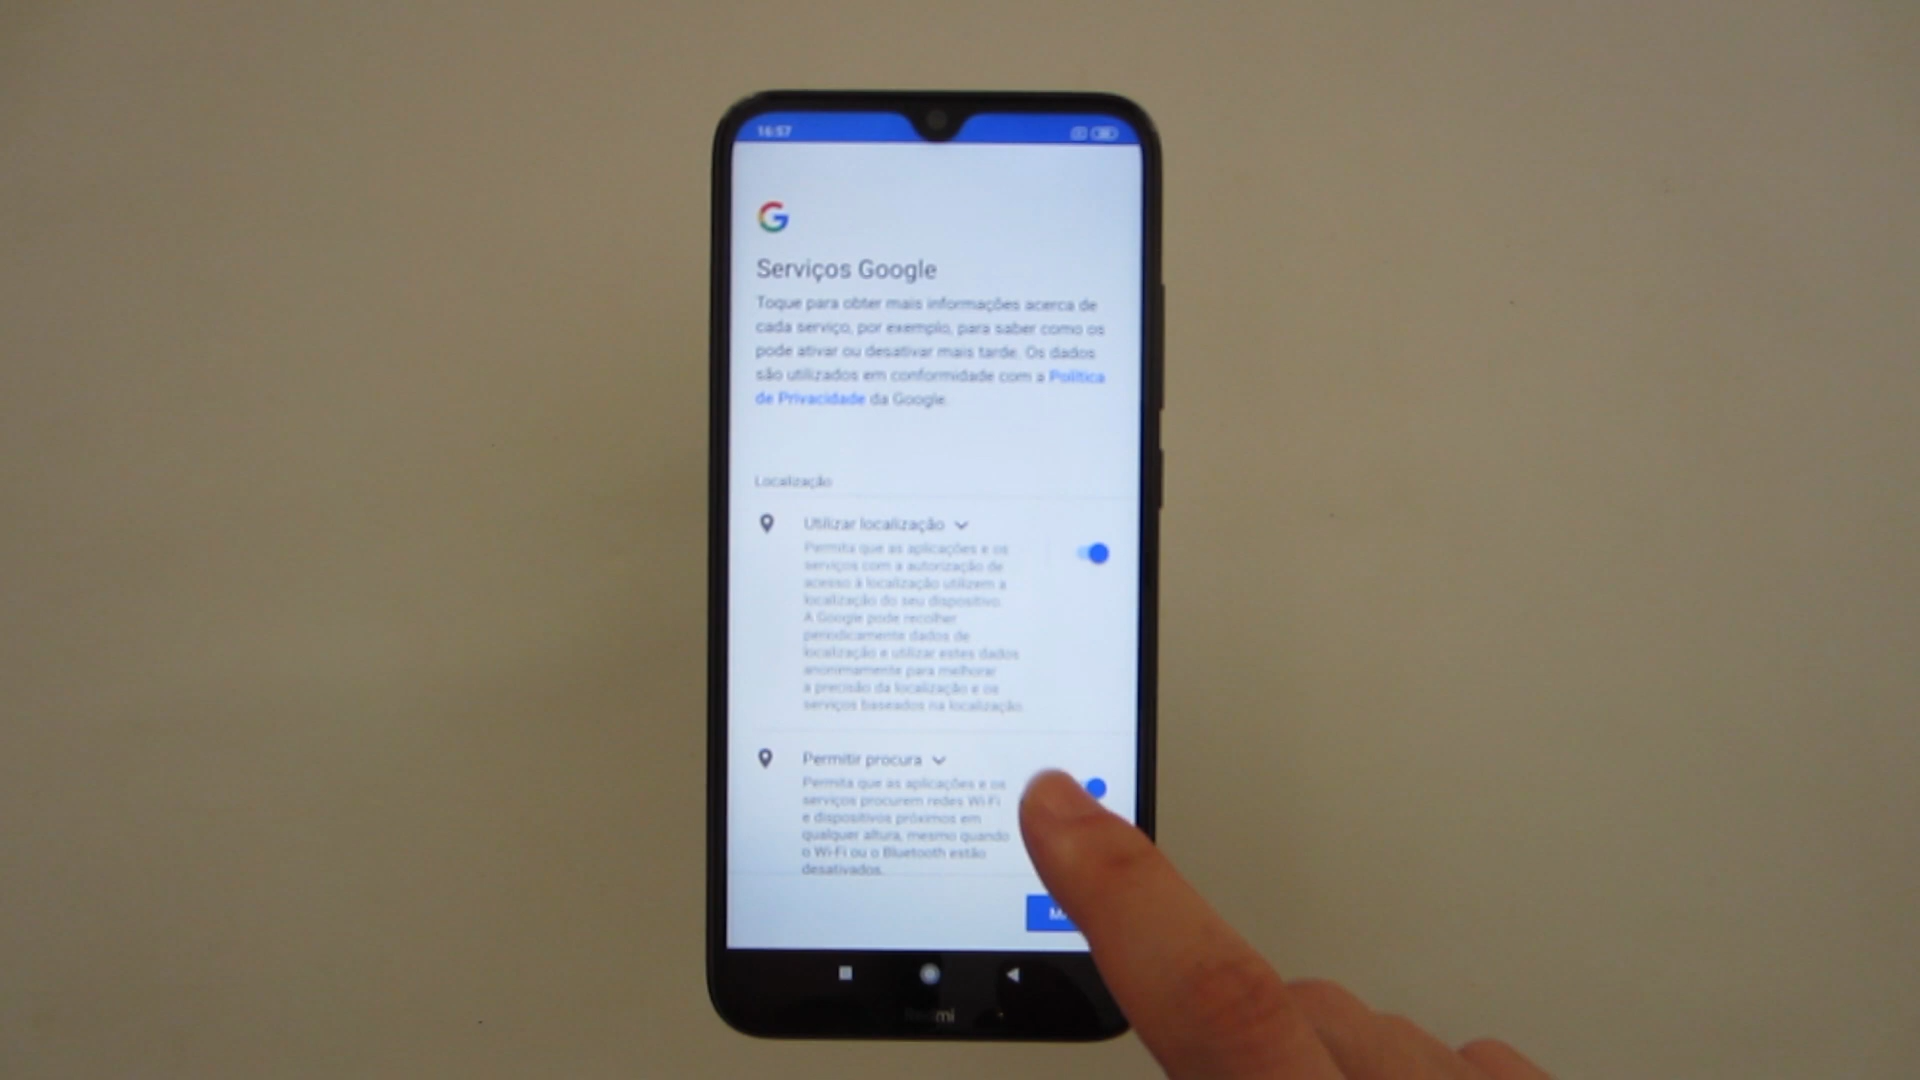 16:57
Serviços Google
Toque para obter mais informações acerca de
cada serviço, por exemplo, para saber como os
pode ativar ou desativar mais tarde. Os dados
são utilizados em conformidade com a Política
de Privacidade da Google.
Localização
Utilizar localização
Permita que as aplicações e os
serviços com a autorização de
acesso à localização utilizem a
localização do seu dispositivo.
A Google pode recolher
periodicamente dados de
localização e utilizar estes dados
anonimamente para melhorar
a precisão da localização e os
serviços baseados na localização.
Permitir procura
Permita que as aplicações e os
serviços procurem redes Wi-Fi
e dispositivos próximos em
qualquer altura, mesmo quando
o Wi-Fi ou o Bluetooth estão
desativados.
Redmi